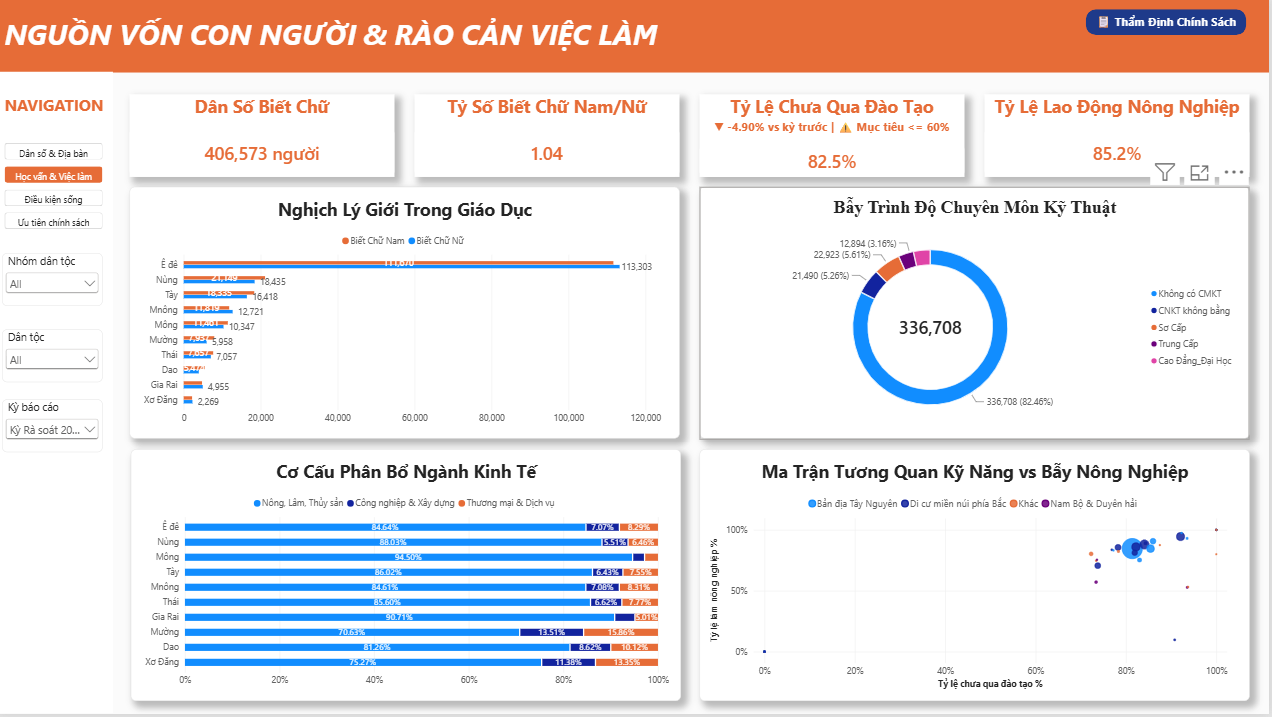 NGUỒN VỐN CON NGƯỜI & RÀO CẢN VIỆC LÀM
Thẩm Định Chính Sách
NAVIGATION
Dân số & Địa bàn
Học vấn & Việc làm
Điều kiện sống
Ưu tiên chính sách
Nhóm dân tộc
All
Dân tộc
All
Kỳ báo cáo
Kỳ Rà soát 20...
Dân Số Biết Chữ
406,573 người
Tỷ Số Biết Chữ Nam/Nữ
1.04
Tỷ Lệ Chưa Qua Đào Tạo
▼ -4.90% vs kỳ trước | ⚠ Mục tiêu <= 60%
82.5%
Tỷ Lệ Lao Động Nông Nghiệp
85.2%
Nghịch Lý Giới Trong Giáo Dục
Biết Chữ Nam Biết Chữ Nữ
Ê đê 113,303
Nùng 21,149 18,435
Tày 18,335 16,418
Mnông 12,721
Mông 10,347
Mường 5,958
Thái 7,057
Dao
Gia Rai 4,955
Xơ Đăng 2,269
0 20,000 40,000 60,000 80,000 100,000 120,000
Bẫy Trình Độ Chuyên Môn Kỹ Thuật
12,894 (3.16%)
22,923 (5.61%)
21,490 (5.26%)
336,708
336,708 (82.46%)
Không có CMKT
CNKT không bằng
Sơ Cấp
Trung Cấp
Cao Đẳng_Đại Học
Cơ Cấu Phân Bổ Ngành Kinh Tế
Nông, Lâm, Thủy sản Công nghiệp & Xây dựng Thương mại & Dịch vụ
Ê đê 84.64% 7.07% 8.29%
Nùng 88.03% 5.51% 6.46%
Mông 94.50%
Tày 86.02% 6.43% 7.55%
Mnông 84.61% 7.08% 8.31%
Thái 85.60% 6.62% 7.77%
Gia Rai 90.71% 5.01%
Mường 70.63% 13.51% 15.86%
Dao 81.26% 8.62% 10.12%
Xơ Đăng 75.27% 11.38% 13.35%
0% 20% 40% 60% 80% 100%
Ma Trận Tương Quan Kỹ Năng vs Bẫy Nông Nghiệp
Bản địa Tây Nguyên Di cư miền núi phía Bắc Khác Nam Bộ & Duyên hải
Tỷ lệ làm nông nghiệp %
100%
50%
0%
0% 20% 40% 60% 80% 100%
Tỷ lệ chưa qua đào tạo %